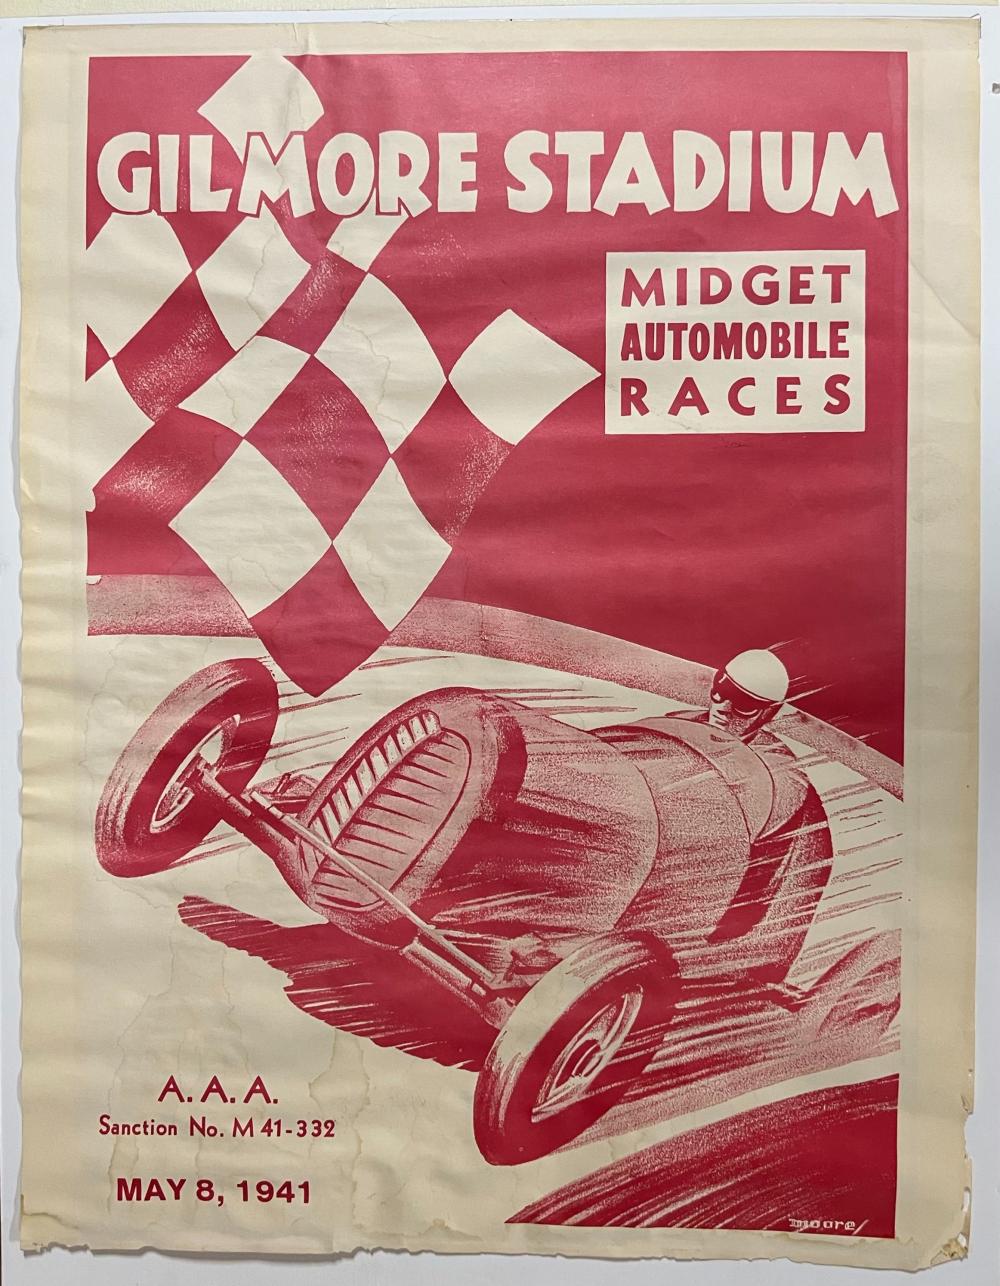 GILMORE STADIUM
MIDGET
AUTOMOBILE
RACES
A.A.A.
Sanction No. M 41-332
MAY 8, 1941
moore